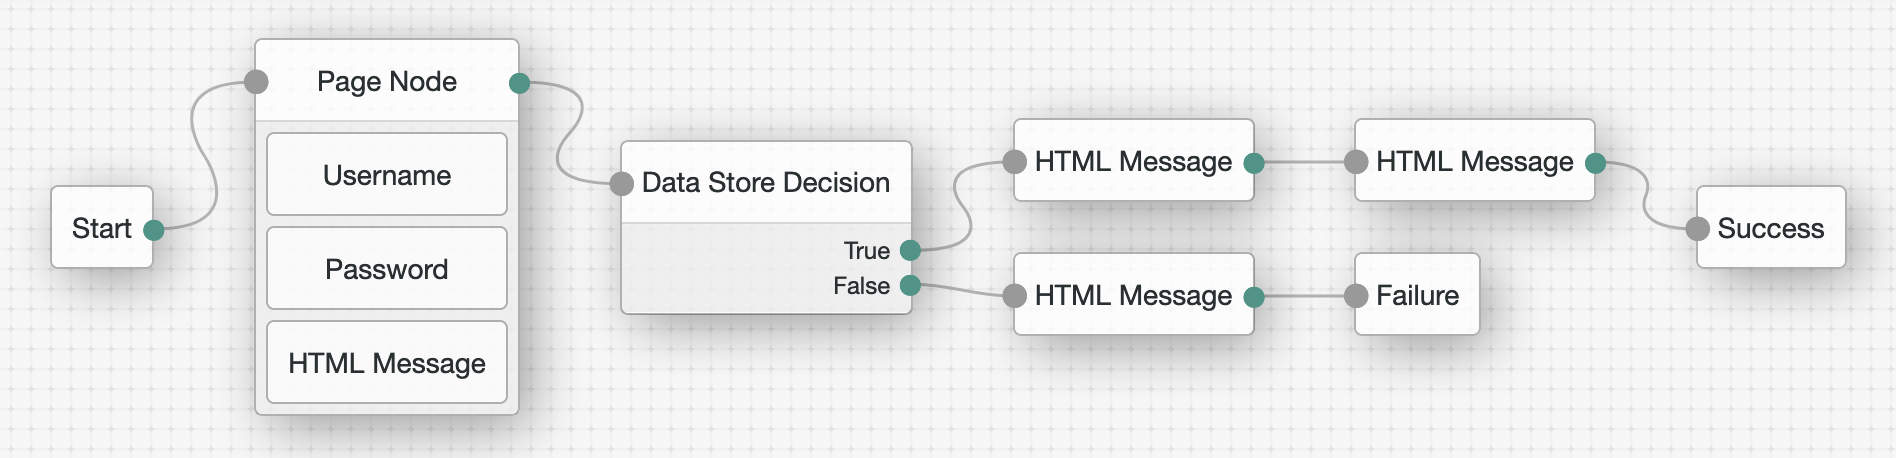 Start
Page Node
Username
Password
HTML Message
Data Store Decision
True
False
HTML Message
HTML Message
Success
HTML Message
Failure